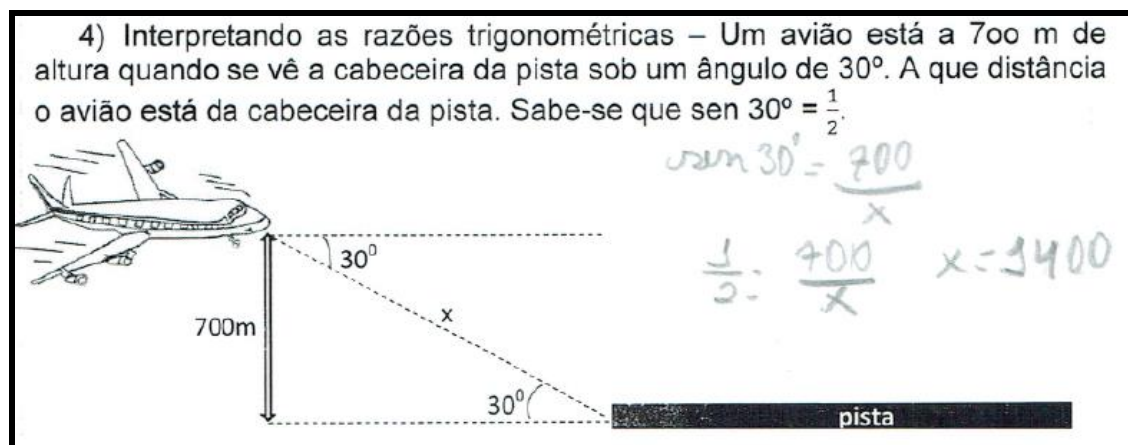 4) Interpretando as razões trigonométricas – Um avião está a 7oo m de
altura quando se vê a cabeceira da pista sob um ângulo de 30º. A que distância
o avião está da cabeceira da pista. Sabe-se que sen 30º = 1/2.
sen 30° = 700/x
1/2 = 700/x x = 1400
30⁰
x
700m
30⁰
pista